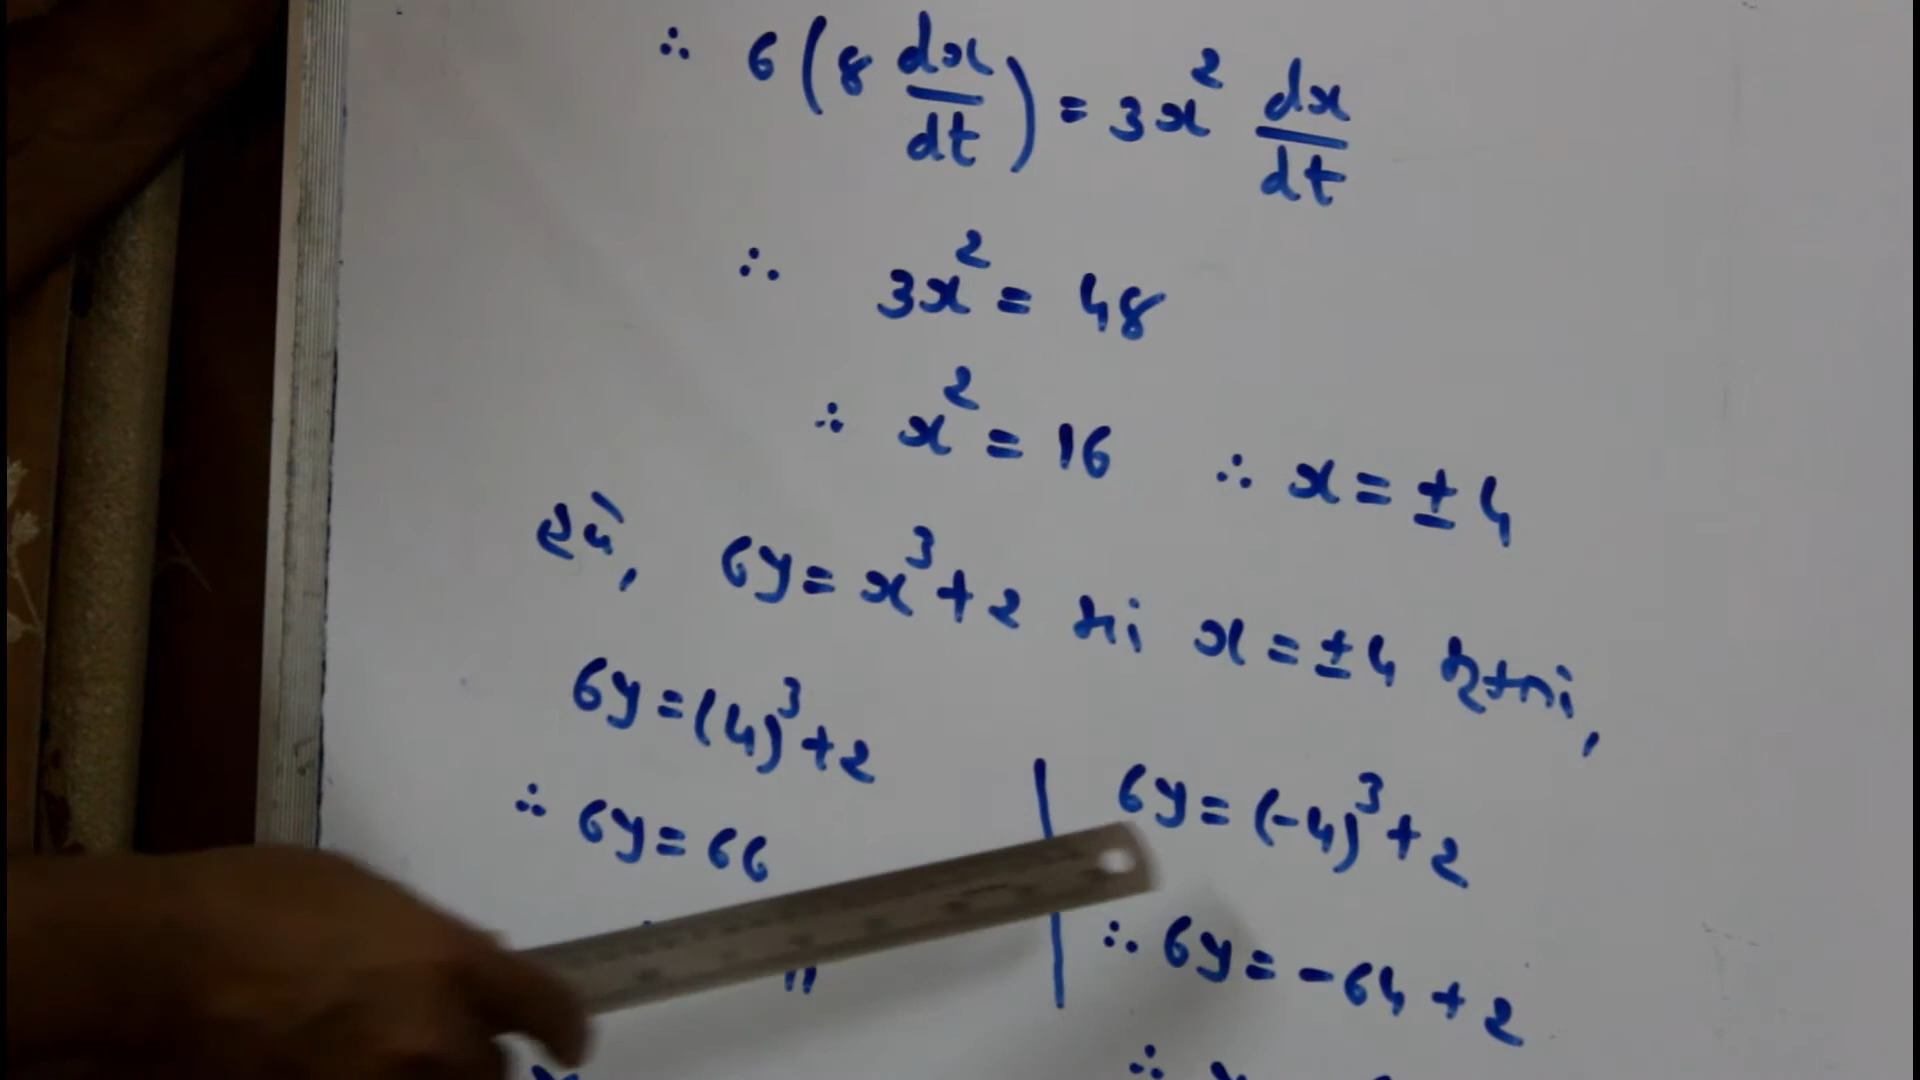 ∴ 6(8 dx/dt) = 3x² dx/dt
∴ 3x² = 48
∴ x² = 16 ∴ x = ±4
હવે, 6y = x³ + 2 માં x = ±4 મૂકતાં,
6y = (4)³ + 2
∴ 6y = 66
11
6y = (-4)³ + 2
∴ 6y = -64 + 2